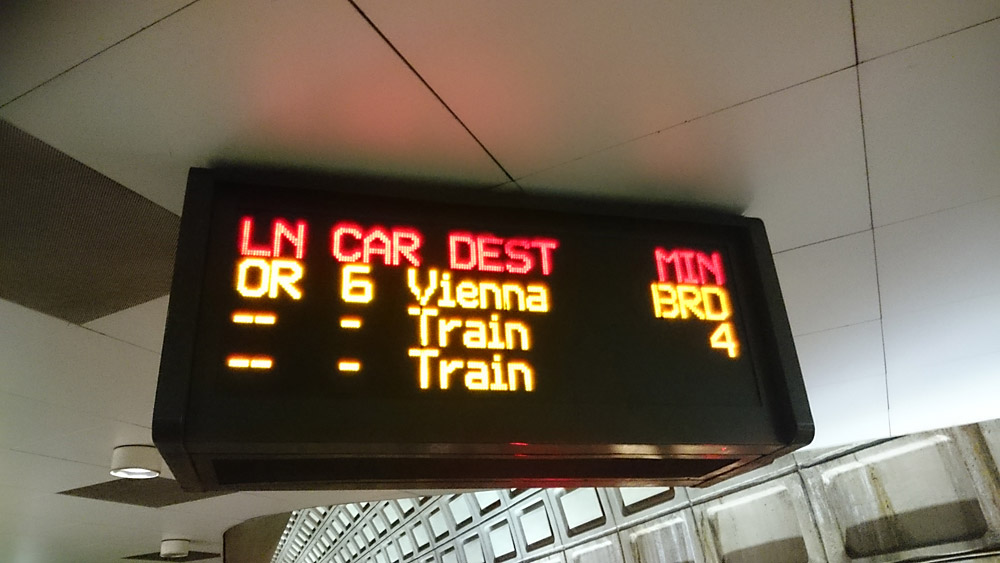 LN CAR DEST MIN
OR 6 Vienna BRD
-- - Train 4
-- - Train